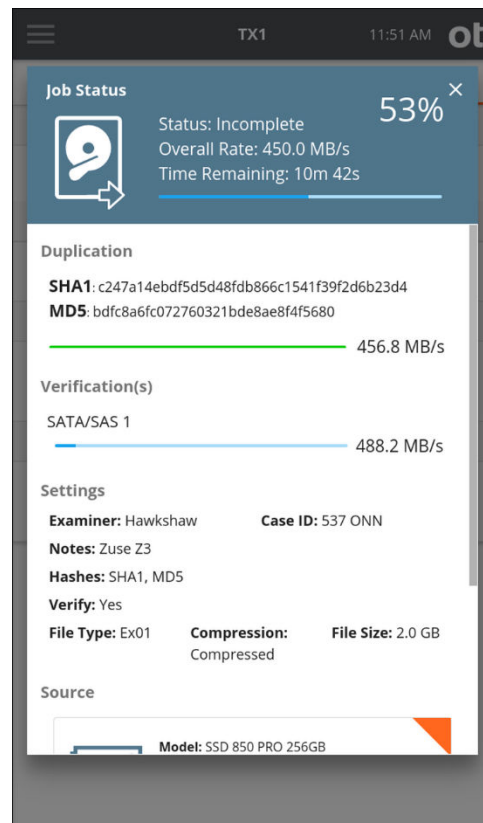 TX1
11:51 AM
ot
Job Status
53%
×
Status: Incomplete
Overall Rate: 450.0 MB/s
Time Remaining: 10m 42s
Duplication
SHA1: c247a14ebdf5d5d48fdb866c1541f39f2d6b23d4
MD5: bdfc8a6fc072760321bde8ae8f4f5680
456.8 MB/s
Verification(s)
SATA/SAS 1
488.2 MB/s
Settings
Examiner: Hawkshaw Case ID: 537 ONN
Notes: Zuse Z3
Hashes: SHA1, MD5
Verify: Yes
File Type: Ex01 Compression: File Size: 2.0 GB
Compressed
Source
Model: SSD 850 PRO 256GB